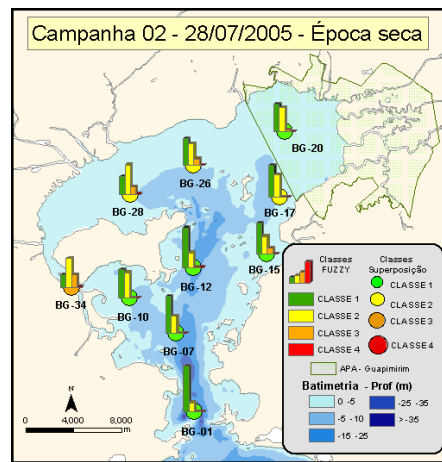 Campanha 02 - 28/07/2005 - Época seca
BG-20
BG-26
BG-28
BG-17
BG-15
BG-12
BG-34
BG-10
BG-07
BG-01
N
4,000 0 4,000 8,000 m
Classes FUZZY
CLASSE 1
CLASSE 2
CLASSE 3
CLASSE 4
Classes Superposição
CLASSE 1
CLASSE 2
CLASSE 3
CLASSE 4
APA - Guapimirim
Batimetria - Prof (m)
0 -5
-5 -10
-15 -25
-25 -35
>-35